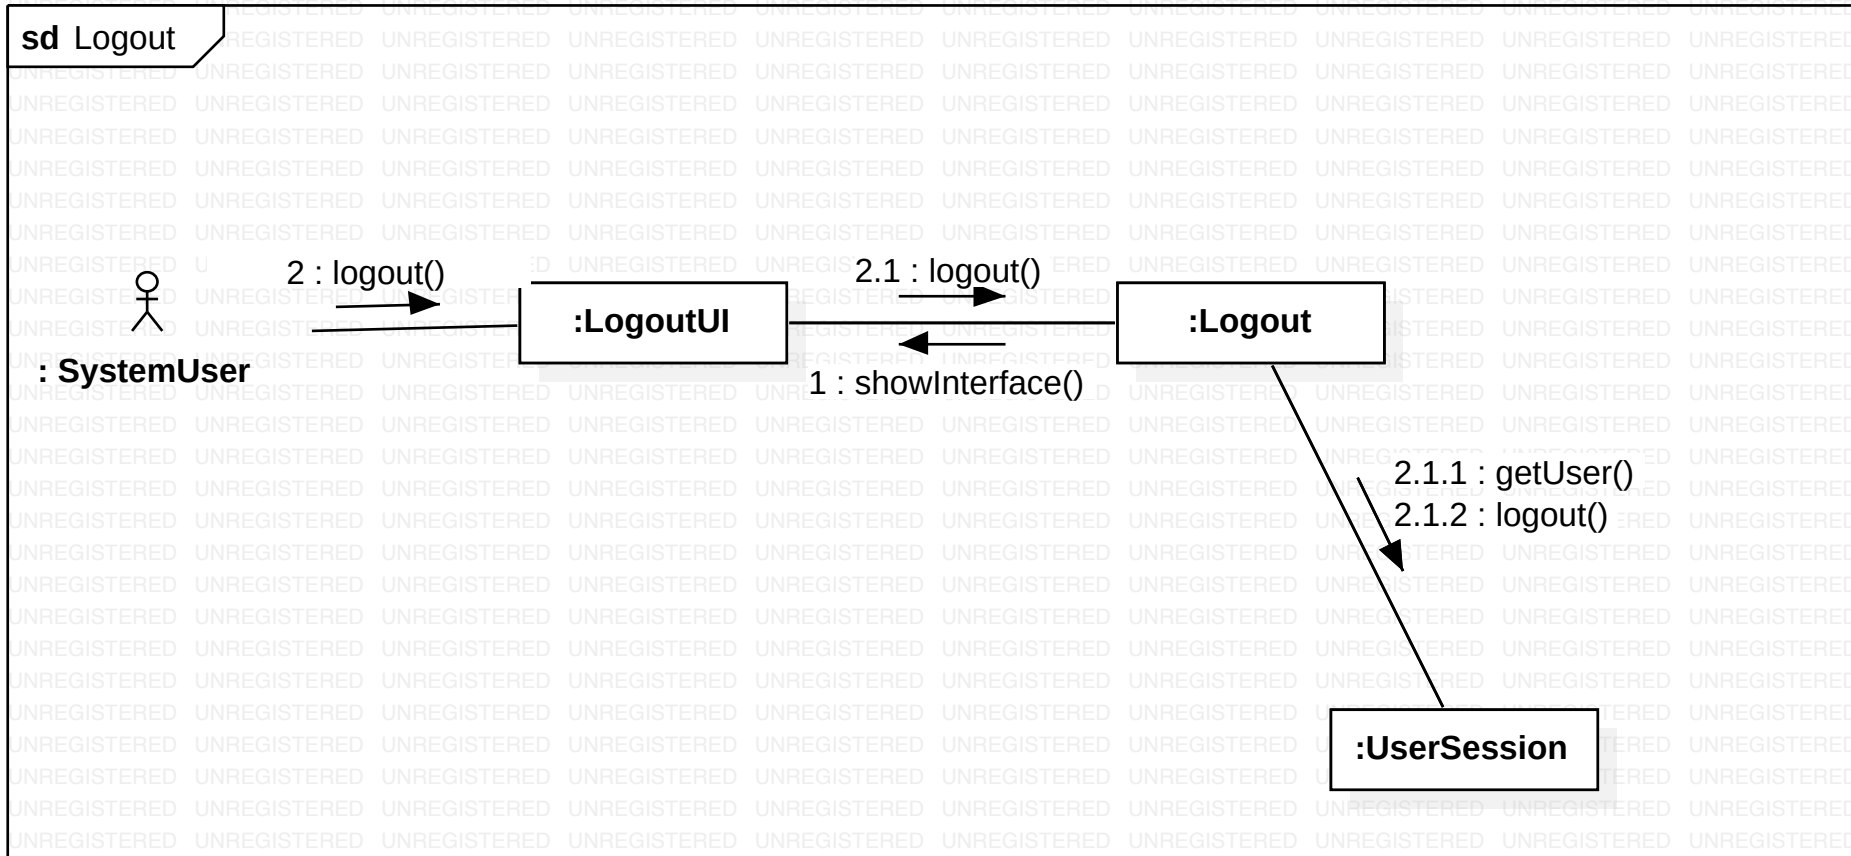 sd Logout
2 : logout()
2.1 : logout()
:LogoutUI
:Logout
: SystemUser
1 : showInterface()
2.1.1 : getUser()
2.1.2 : logout()
:UserSession
UNREGISTERED